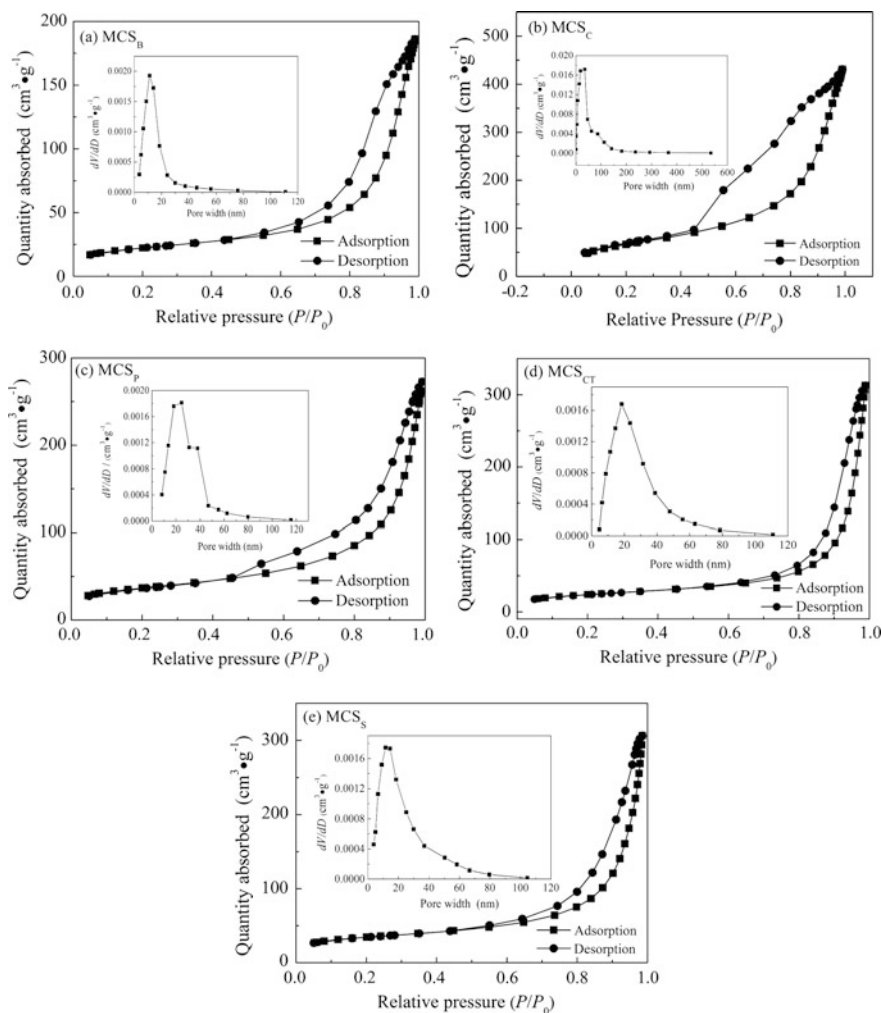 (a) MCS_B
Quantity absorbed (cm³•g⁻¹)
200
150
100
50
0
dV/dD (cm³•g⁻¹)
0.0020
0.0015
0.0010
0.0005
0.0000
0 20 40 60 80 100 120
Pore width (nm)
Adsorption
Desorption
0.0 0.2 0.4 0.6 0.8 1.0
Relative pressure (P/P₀)
(b) MCS_C
Quantity absorbed (cm³•g⁻¹)
500
400
300
200
100
0
dV/dD (cm³•g⁻¹)
0.020
0.016
0.012
0.008
0.004
0.000
0 100 200 300 400 500 600
Pore width (nm)
Adsorption
Desorption
-0.2 0.0 0.2 0.4 0.6 0.8 1.0
Relative Pressure (P/P₀)
(c) MCS_P
Quantity absorbed (cm³•g⁻¹)
300
200
100
0
dV/dD / (cm³•g⁻¹)
0.0020
0.0016
0.0012
0.0008
0.0004
0.0000
0 20 40 60 80 100 120
Pore width (nm)
Adsorption
Desorption
0.0 0.2 0.4 0.6 0.8 1.0
Relative pressure (P/P₀)
(d) MCS_CT
Quantity absorbed (cm³•g⁻¹)
300
200
100
0
dV/dD (cm³•g⁻¹)
0.0016
0.0012
0.0008
0.0004
0.0000
0 20 40 60 80 100 120
Pore width (nm)
Adsorption
Desorption
0.0 0.2 0.4 0.6 0.8 1.0
Relative pressure (P/P₀)
(e) MCS_S
Quantity absorbed (cm³•g⁻¹)
300
200
100
0
dV/dD (cm³•g⁻¹)
0.0016
0.0012
0.0008
0.0004
0.0000
0 20 40 60 80 100 120
Pore width (nm)
Adsorption
Desorption
0.0 0.2 0.4 0.6 0.8 1.0
Relative pressure (P/P₀)